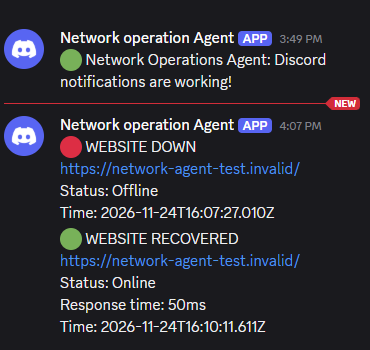 Network operation Agent APP 3:49 PM
🟢 Network Operations Agent: Discord
notifications are working!
NEW
Network operation Agent APP 4:07 PM
🔴 WEBSITE DOWN
https://network-agent-test.invalid/
Status: Offline
Time: 2026-11-24T16:07:27.010Z
🟢 WEBSITE RECOVERED
https://network-agent-test.invalid/
Status: Online
Response time: 50ms
Time: 2026-11-24T16:10:11.611Z